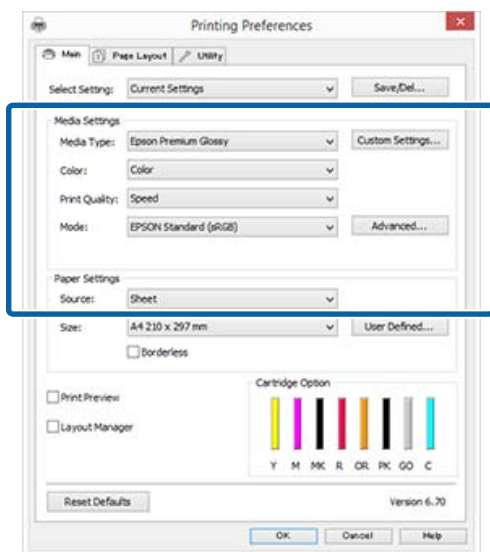 Printing Preferences
Main Page Layout Utility
Select Setting: Current Settings Save/Del...
Media Settings
Media Type: Epson Premium Glossy Custom Settings...
Color: Color
Print Quality: Speed
Mode: EPSON Standard (sRGB) Advanced...
Paper Settings
Source: Sheet
Size: A4 210 x 297 mm User Defined...
Borderless
Cartridge Option
Print Preview
Layout Manager
Y M MK R OR PK GO C
Reset Defaults Version 6.70
OK Cancel Help